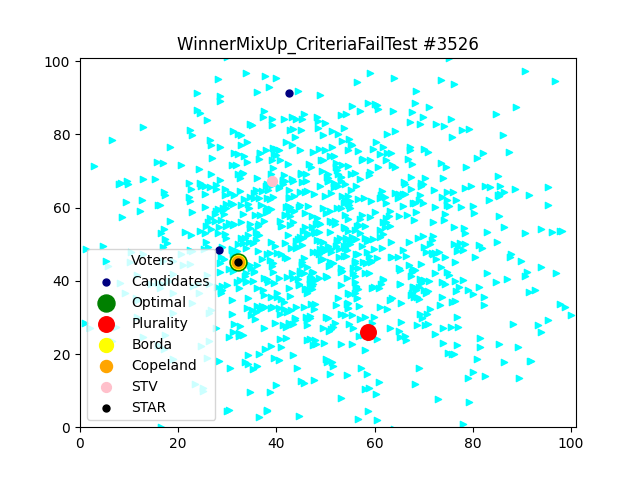 WinnerMixUp_CriteriaFailTest #3526
100
80
60
40
20
0
Voters
Candidates
Optimal
Plurality
Borda
Copeland
STV
STAR
0 20 40 60 80 100